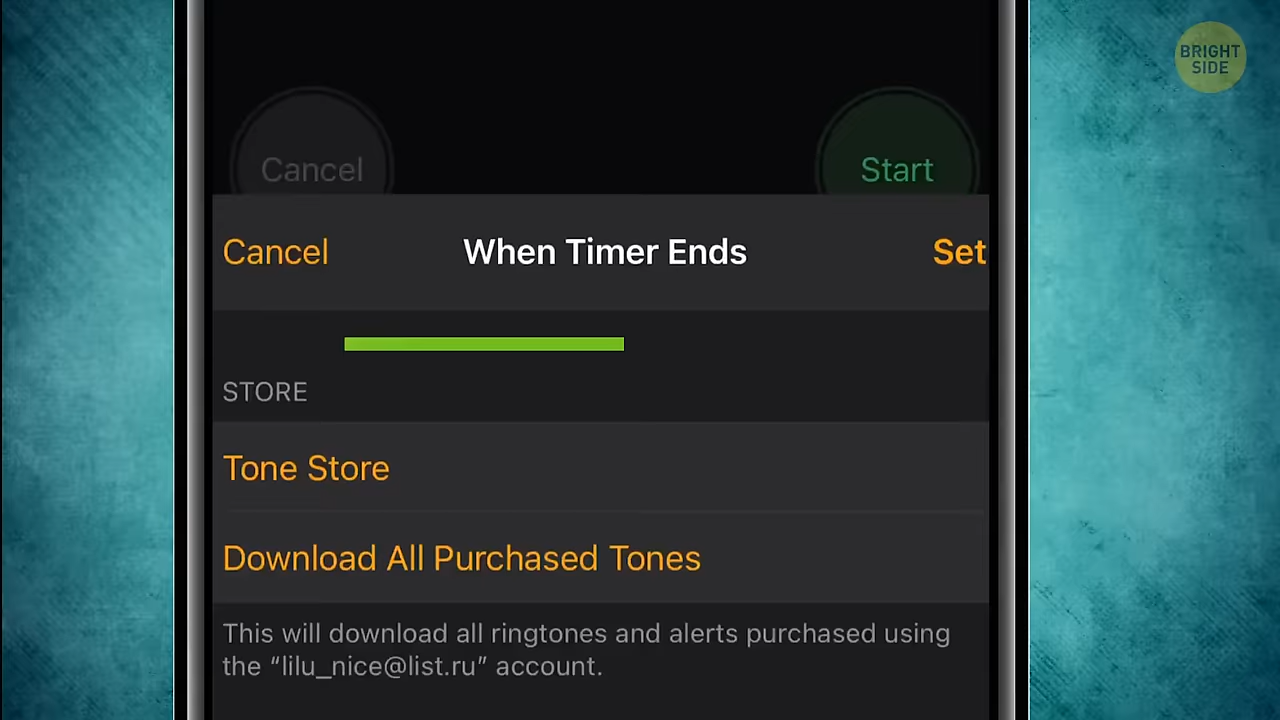 BRIGHT
SIDE
Cancel
Start
Cancel
When Timer Ends
Set
STORE
Tone Store
Download All Purchased Tones
This will download all ringtones and alerts purchased using
the “lilu_nice@list.ru” account.